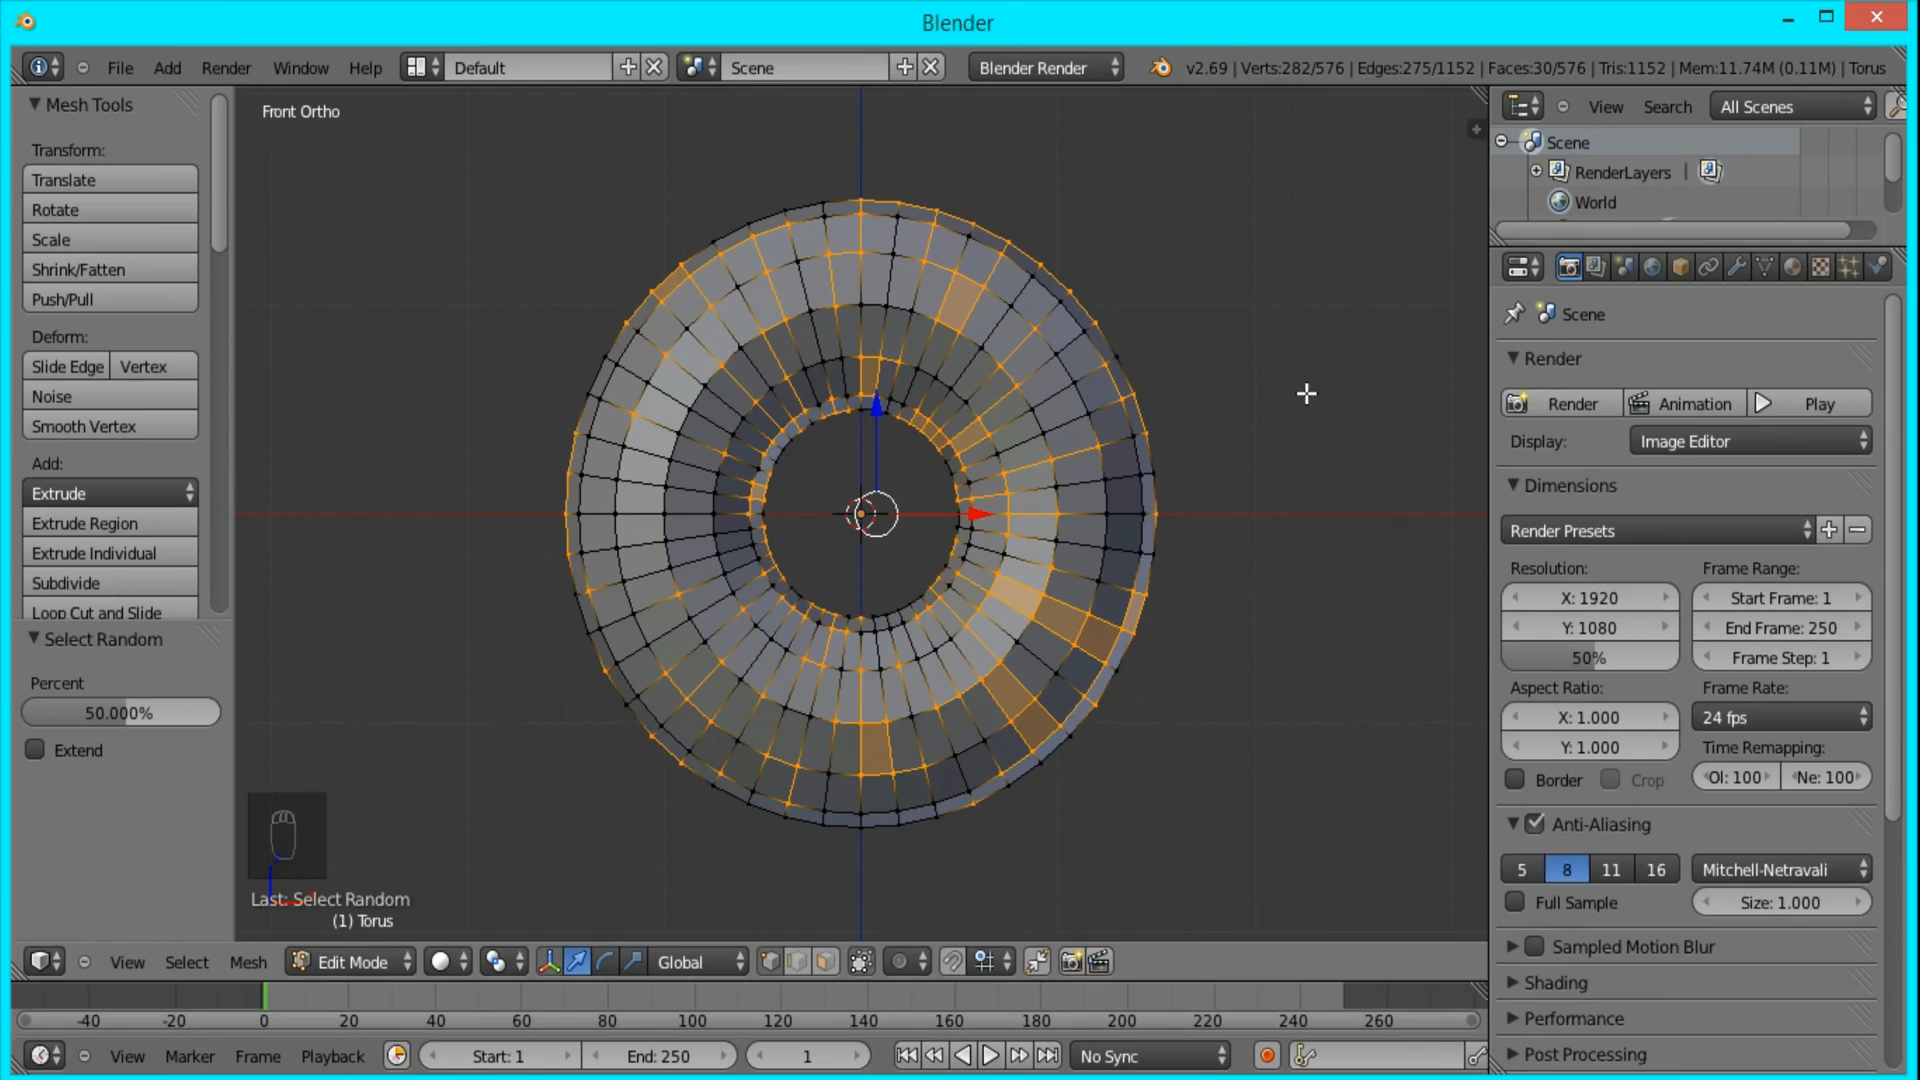 Blender
File Add Render Window Help Default Scene Blender Render v2.69 | Verts:282/576 | Edges:275/1152 | Faces:30/576 | Tris:1152 | Mem:11.74M (0.11M) | Torus
Mesh Tools
Transform:
Translate
Rotate
Scale
Shrink/Fatten
Push/Pull
Deform:
Slide Edge Vertex
Noise
Smooth Vertex
Add:
Extrude
Extrude Region
Extrude Individual
Subdivide
Loop Cut and Slide
Select Random
Percent
50.000%
Extend
Front Ortho
Last: Select Random
(1) Torus
View Select Mesh Edit Mode Global
-40 -20 0 20 40 60 80 100 120 140 160 180 200 220 240 260
View Marker Frame Playback Start: 1 End: 250 1 No Sync
View Search All Scenes
Scene
RenderLayers |
World
Scene
Render
Render Animation Play
Display: Image Editor
Dimensions
Render Presets
Resolution: Frame Range:
X: 1920 Start Frame: 1
Y: 1080 End Frame: 250
50% Frame Step: 1
Aspect Ratio: Frame Rate:
X: 1.000 24 fps
Y: 1.000 Time Remapping:
Border Crop Ol: 100 Ne: 100
Anti-Aliasing
5 8 11 16 Mitchell-Netravali
Full Sample Size: 1.000
Sampled Motion Blur
Shading
Performance
Post Processing